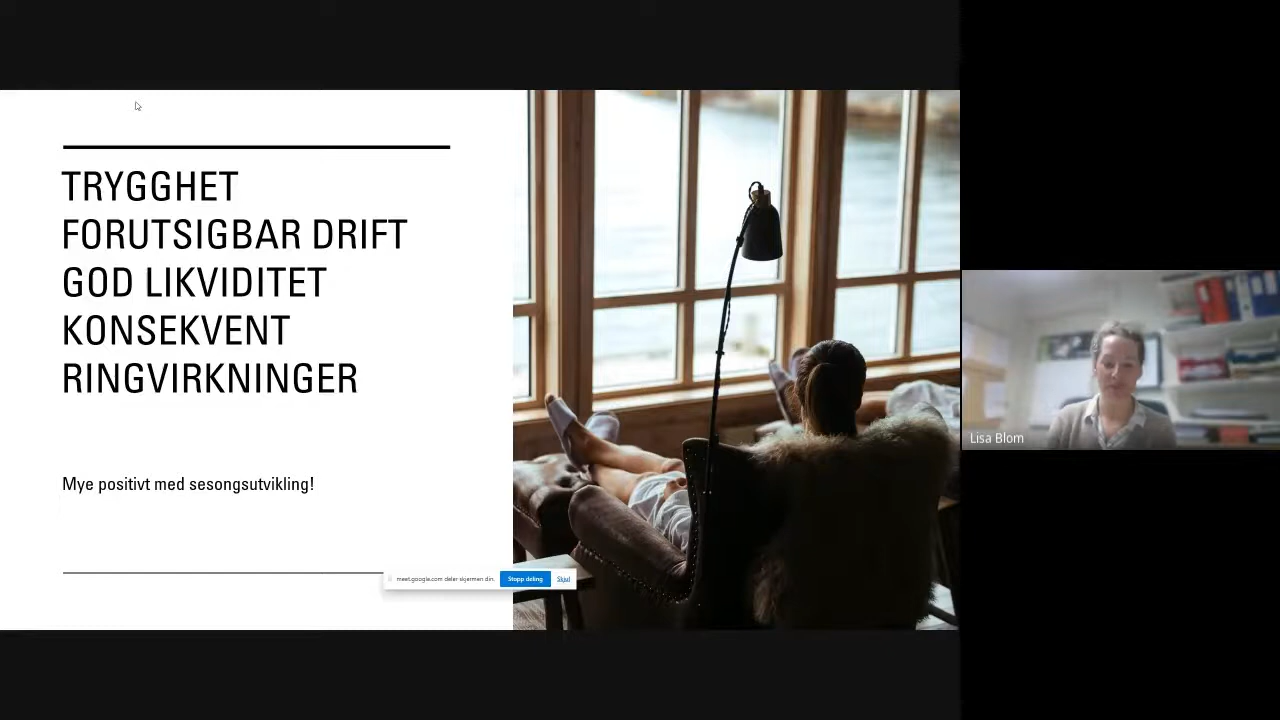 TRYGGHET
FORUTSIGBAR DRIFT
GOD LIKVIDITET
KONSEKVENT
RINGVIRKNINGER
Mye positivt med sesongsutvikling!
meet.google.com deler skjermen din.
Stopp deling
Skjul
Lisa Blom